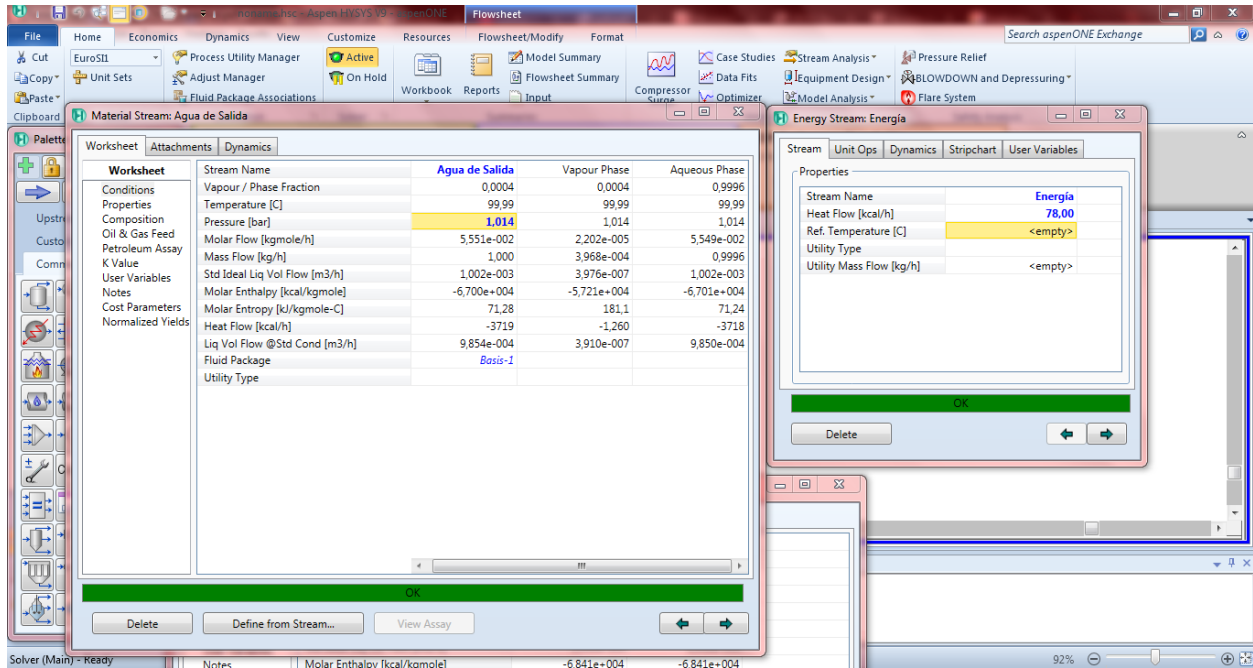 noname.hsc - Aspen HYSYS V9 - aspenONE
Flowsheet
File Home Economics Dynamics View Customize Resources Flowsheet/Modify Format Search aspenONE Exchange
Cut EuroSI1 Process Utility Manager Active Model Summary Case Studies Stream Analysis Pressure Relief
Copy Unit Sets Adjust Manager On Hold Flowsheet Summary Data Fits Equipment Design BLOWDOWN and Depressuring
Paste Fluid Package Associations Workbook Reports Input Compressor Surge Optimizer Model Analysis Flare System
Clipboard
Palette
Material Stream: Agua de Salida
Worksheet Attachments Dynamics
Worksheet
Conditions
Properties
Composition
Oil & Gas Feed
Petroleum Assay
K Value
User Variables
Notes
Cost Parameters
Normalized Yields
Stream Name Agua de Salida Vapour Phase Aqueous Phase
Vapour / Phase Fraction 0,0004 0,0004 0,9996
Temperature [C] 99,99 99,99 99,99
Pressure [bar] 1,014 1,014 1,014
Molar Flow [kgmole/h] 5,551e-002 2,202e-005 5,549e-002
Mass Flow [kg/h] 1,000 3,968e-004 0,9996
Std Ideal Liq Vol Flow [m3/h] 1,002e-003 3,976e-007 1,002e-003
Molar Enthalpy [kcal/kgmole] -6,700e+004 -5,721e+004 -6,701e+004
Molar Entropy [kJ/kgmole-C] 71,28 181,1 71,24
Heat Flow [kcal/h] -3719 -1,260 -3718
Liq Vol Flow @Std Cond [m3/h] 9,854e-004 3,910e-007 9,850e-004
Fluid Package Basis-1
Utility Type
OK
Delete Define from Stream... View Assay
Energy Stream: Energía
Stream Unit Ops Dynamics Stripchart User Variables
Properties
Stream Name Energía
Heat Flow [kcal/h] 78,00
Ref. Temperature [C] <empty>
Utility Type
Utility Mass Flow [kg/h] <empty>
OK
Delete
Notes Molar Enthalpy [kcal/kgmole] -6,841e+004 -6,841e+004
Solver (Main) - Ready
92%